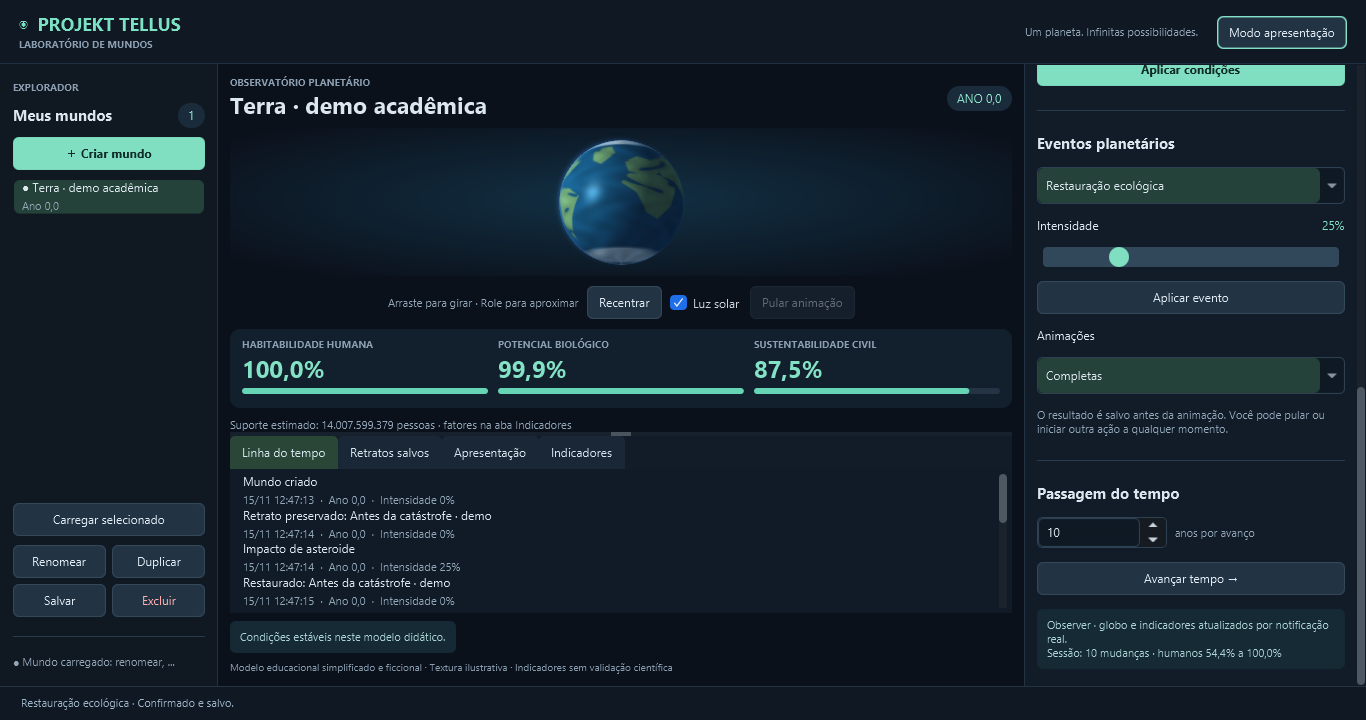 PROJEKT TELLUS
LABORATÓRIO DE MUNDOS
Um planeta. Infinitas possibilidades.
Modo apresentação
EXPLORADOR
Meus mundos
1
+ Criar mundo
● Terra · demo acadêmica
Ano 0,0
Carregar selecionado
Renomear
Duplicar
Salvar
Excluir
● Mundo carregado: renomear, ...
OBSERVATÓRIO PLANETÁRIO
Terra · demo acadêmica
ANO 0,0
Arraste para girar · Role para aproximar
Recentrar
Luz solar
Pular animação
HABITABILIDADE HUMANA
100,0%
POTENCIAL BIOLÓGICO
99,9%
SUSTENTABILIDADE CIVIL
87,5%
Suporte estimado: 14.007.599.379 pessoas · fatores na aba Indicadores
Linha do tempo
Retratos salvos
Apresentação
Indicadores
Mundo criado
15/11 12:47:13 · Ano 0,0 · Intensidade 0%
Retrato preservado: Antes da catástrofe · demo
15/11 12:47:14 · Ano 0,0 · Intensidade 0%
Impacto de asteroide
15/11 12:47:14 · Ano 0,0 · Intensidade 25%
Restaurado: Antes da catástrofe · demo
15/11 12:47:15 · Ano 0,0 · Intensidade 0%
Condições estáveis neste modelo didático.
Modelo educacional simplificado e ficcional · Textura ilustrativa · Indicadores sem validação científica
Aplicar condições
Eventos planetários
Restauração ecológica
Intensidade
25%
Aplicar evento
Animações
Completas
O resultado é salvo antes da animação. Você pode pular ou
iniciar outra ação a qualquer momento.
Passagem do tempo
10
anos por avanço
Avançar tempo →
Observer · globo e indicadores atualizados por notificação
real.
Sessão: 10 mudanças · humanos 54,4% a 100,0%
Restauração ecológica · Confirmado e salvo.